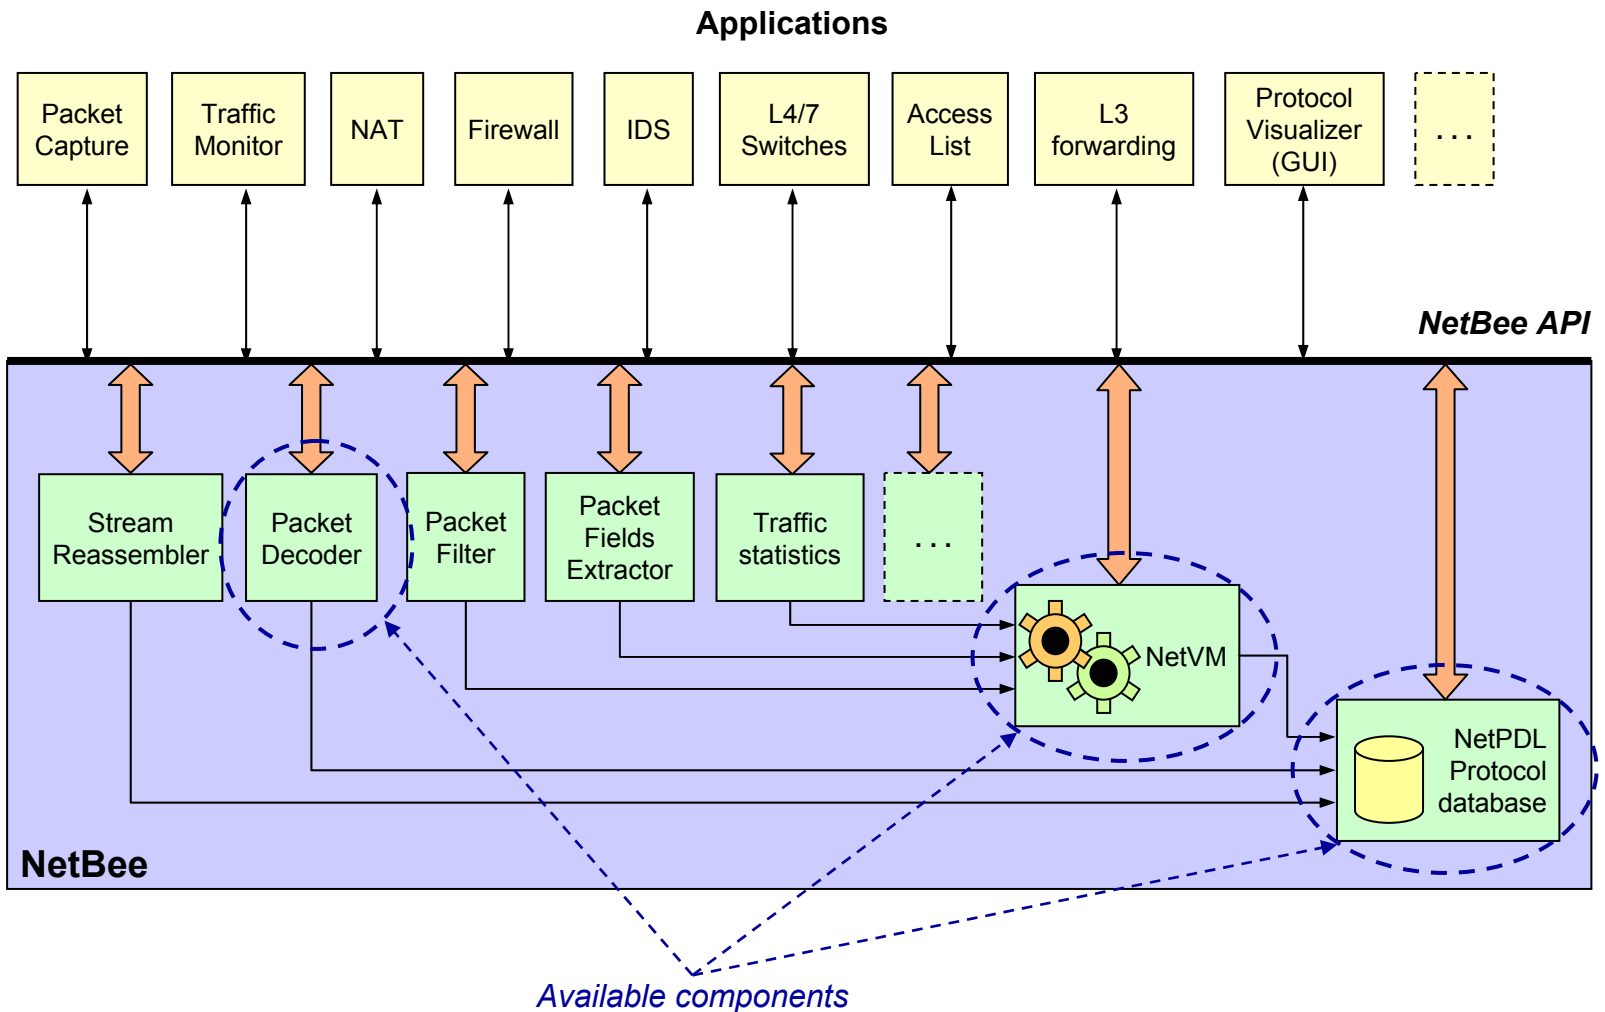 Applications
Packet
Capture
Traffic
Monitor
NAT
Firewall
IDS
L4/7
Switches
Access
List
L3
forwarding
Protocol
Visualizer
(GUI)
. . .
NetBee API
Stream
Reassembler
Packet
Decoder
Packet
Filter
Packet
Fields
Extractor
Traffic
statistics
. . .
NetVM
NetPDL
Protocol
database
NetBee
Available components